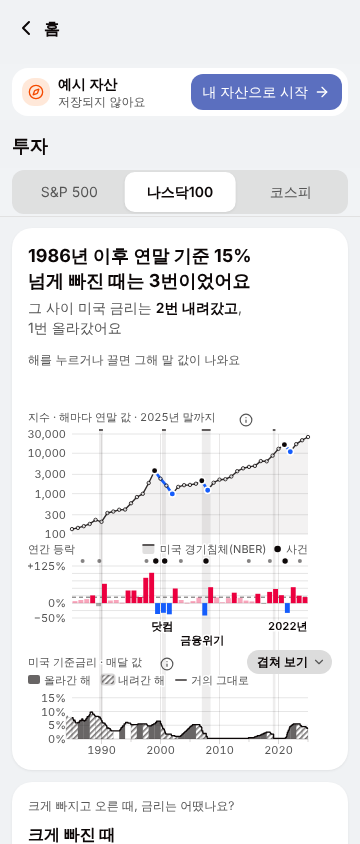 홈
예시 자산
저장되지 않아요
내 자산으로 시작 →
투자
S&P 500
나스닥100
코스피
1986년 이후 연말 기준 15%
넘게 빠진 때는 3번이었어요
그 사이 미국 금리는 2번 내려갔고,
1번 올라갔어요
해를 누르거나 끌면 그해 말 값이 나와요
지수 · 해마다 연말 값 · 2025년 말까지
30,000
10,000
3,000
1,000
300
100
연간 등락
미국 경기침체(NBER)
사건
+125%
0%
−50%
닷컴
금융위기
2022년
미국 기준금리 · 매달 값
겹쳐 보기
올라간 해
내려간 해
거의 그대로
15%
10%
5%
0%
1990
2000
2010
2020
크게 빠지고 오른 때, 금리는 어땠나요?
크게 빠진 때